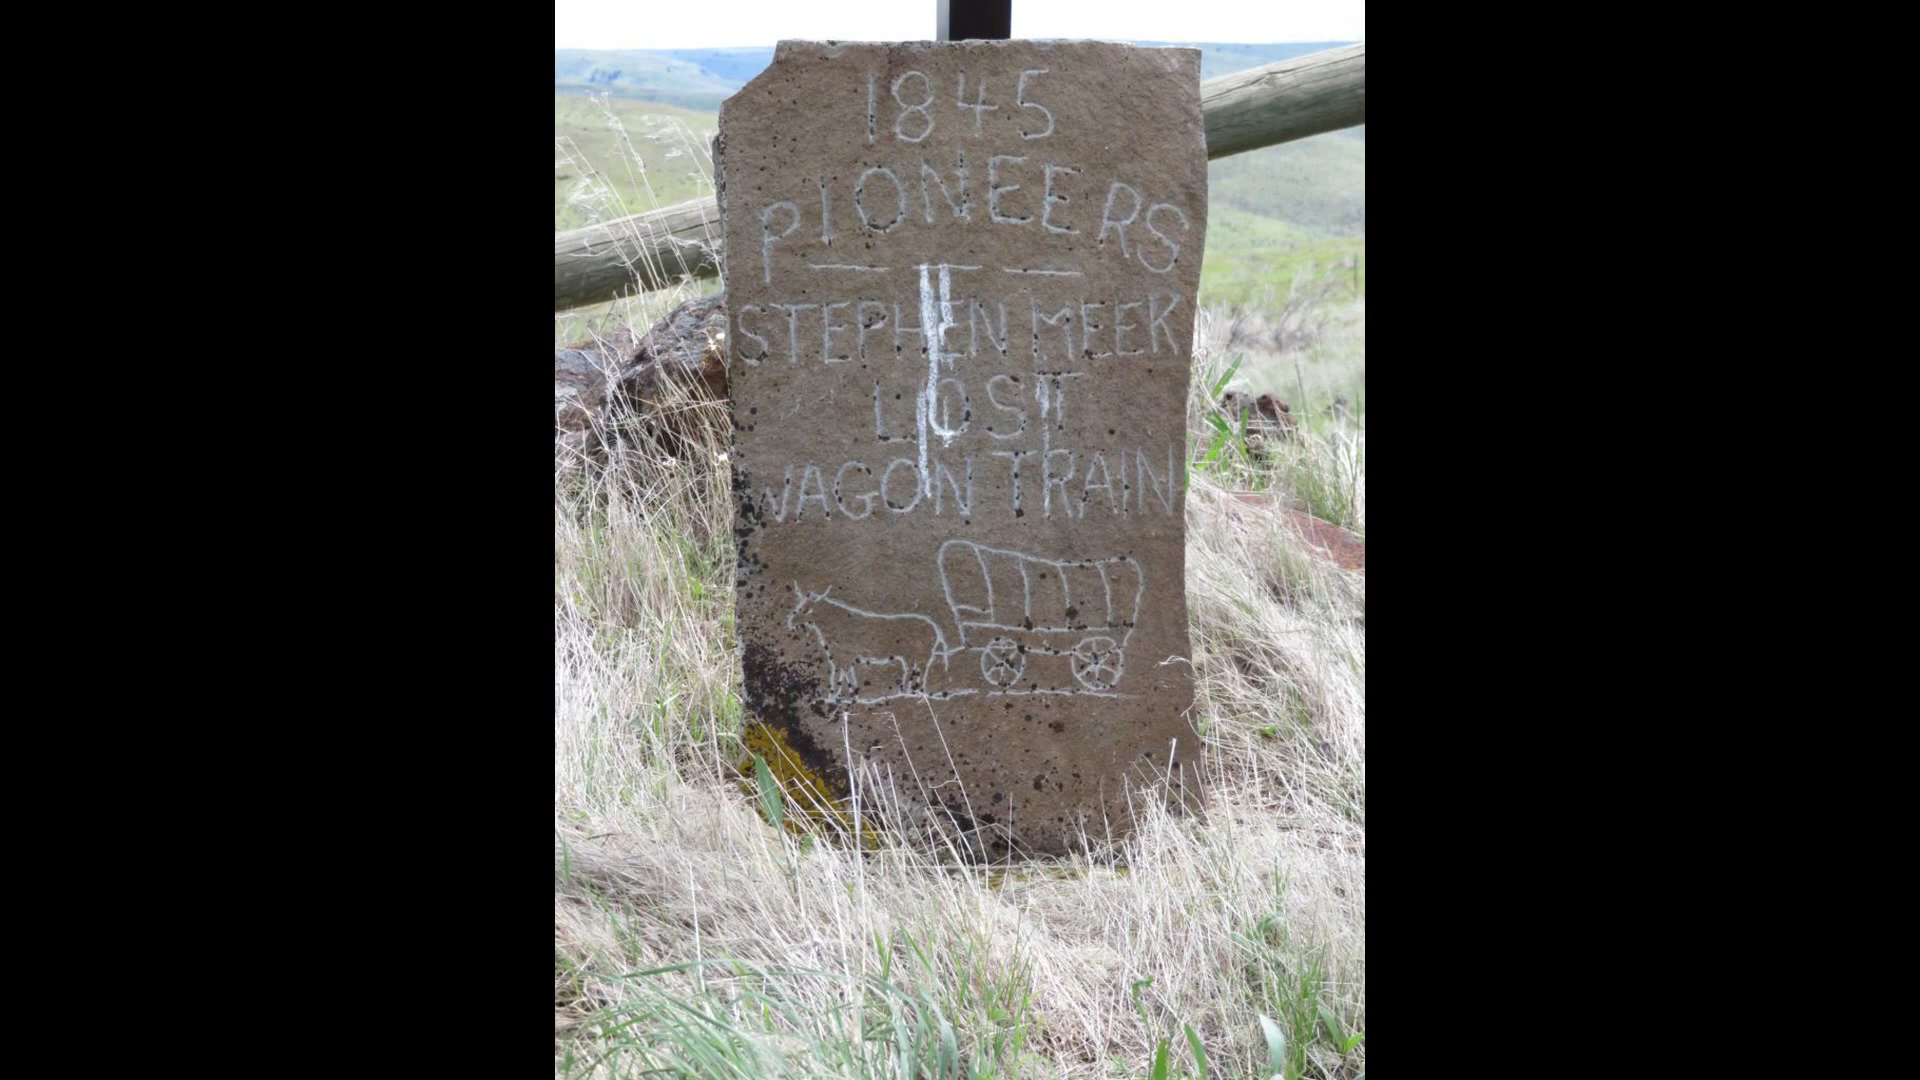 1845
PIONEERS
STEPHEN MEEK
LOST
WAGON TRAIN